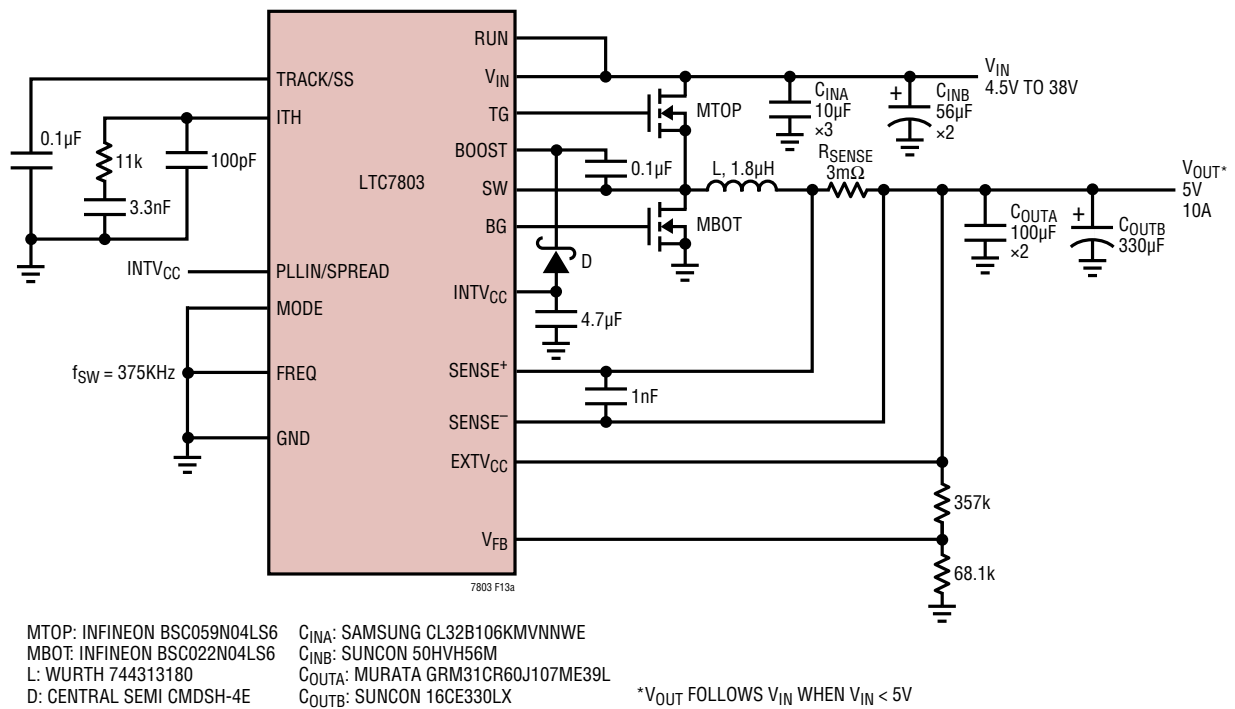 RUN
TRACK/SS
V_IN
V_IN
4.5V TO 38V
C_INA
10µF
×3
C_INB
56µF
×2
+
ITH
TG
MTOP
0.1µF
11k
100pF
BOOST
LTC7803
0.1µF
L, 1.8µH
R_SENSE
3mΩ
V_OUT*
5V
10A
SW
3.3nF
BG
MBOT
C_OUTA
100µF
×2
+
C_OUTB
330µF
INTV_CC
PLLIN/SPREAD
D
INTV_CC
MODE
4.7µF
f_SW = 375KHz
FREQ
SENSE+
1nF
SENSE–
GND
EXTV_CC
357k
V_FB
68.1k
7803 F13a
MTOP: INFINEON BSC059N04LS6
MBOT: INFINEON BSC022N04LS6
L: WURTH 744313180
D: CENTRAL SEMI CMDSH-4E
C_INA: SAMSUNG CL32B106KMVNNWE
C_INB: SUNCON 50HVH56M
C_OUTA: MURATA GRM31CR60J107ME39L
C_OUTB: SUNCON 16CE330LX
*V_OUT FOLLOWS V_IN WHEN V_IN < 5V